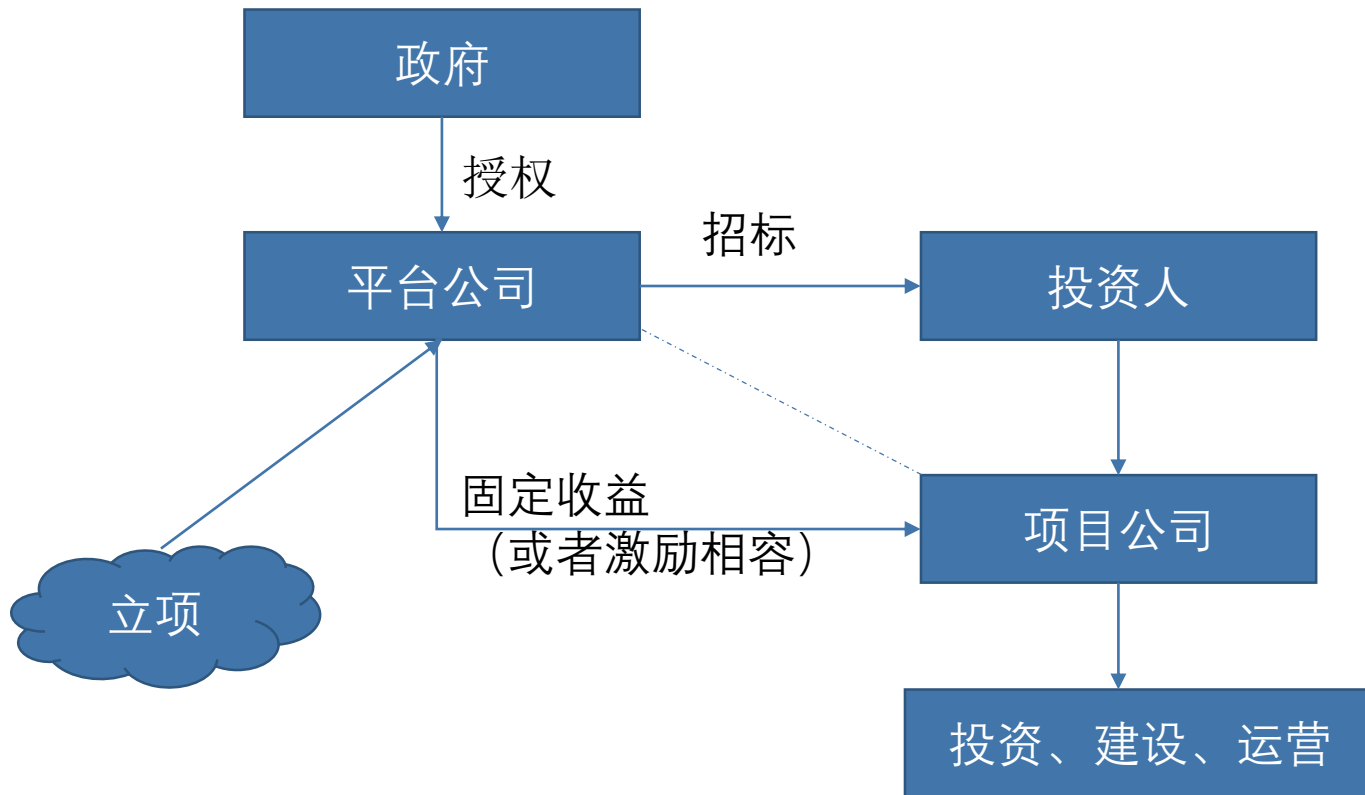 政府
授权
招标
平台公司
投资人
固定收益
（或者激励相容）
项目公司
立项
投资、建设、运营